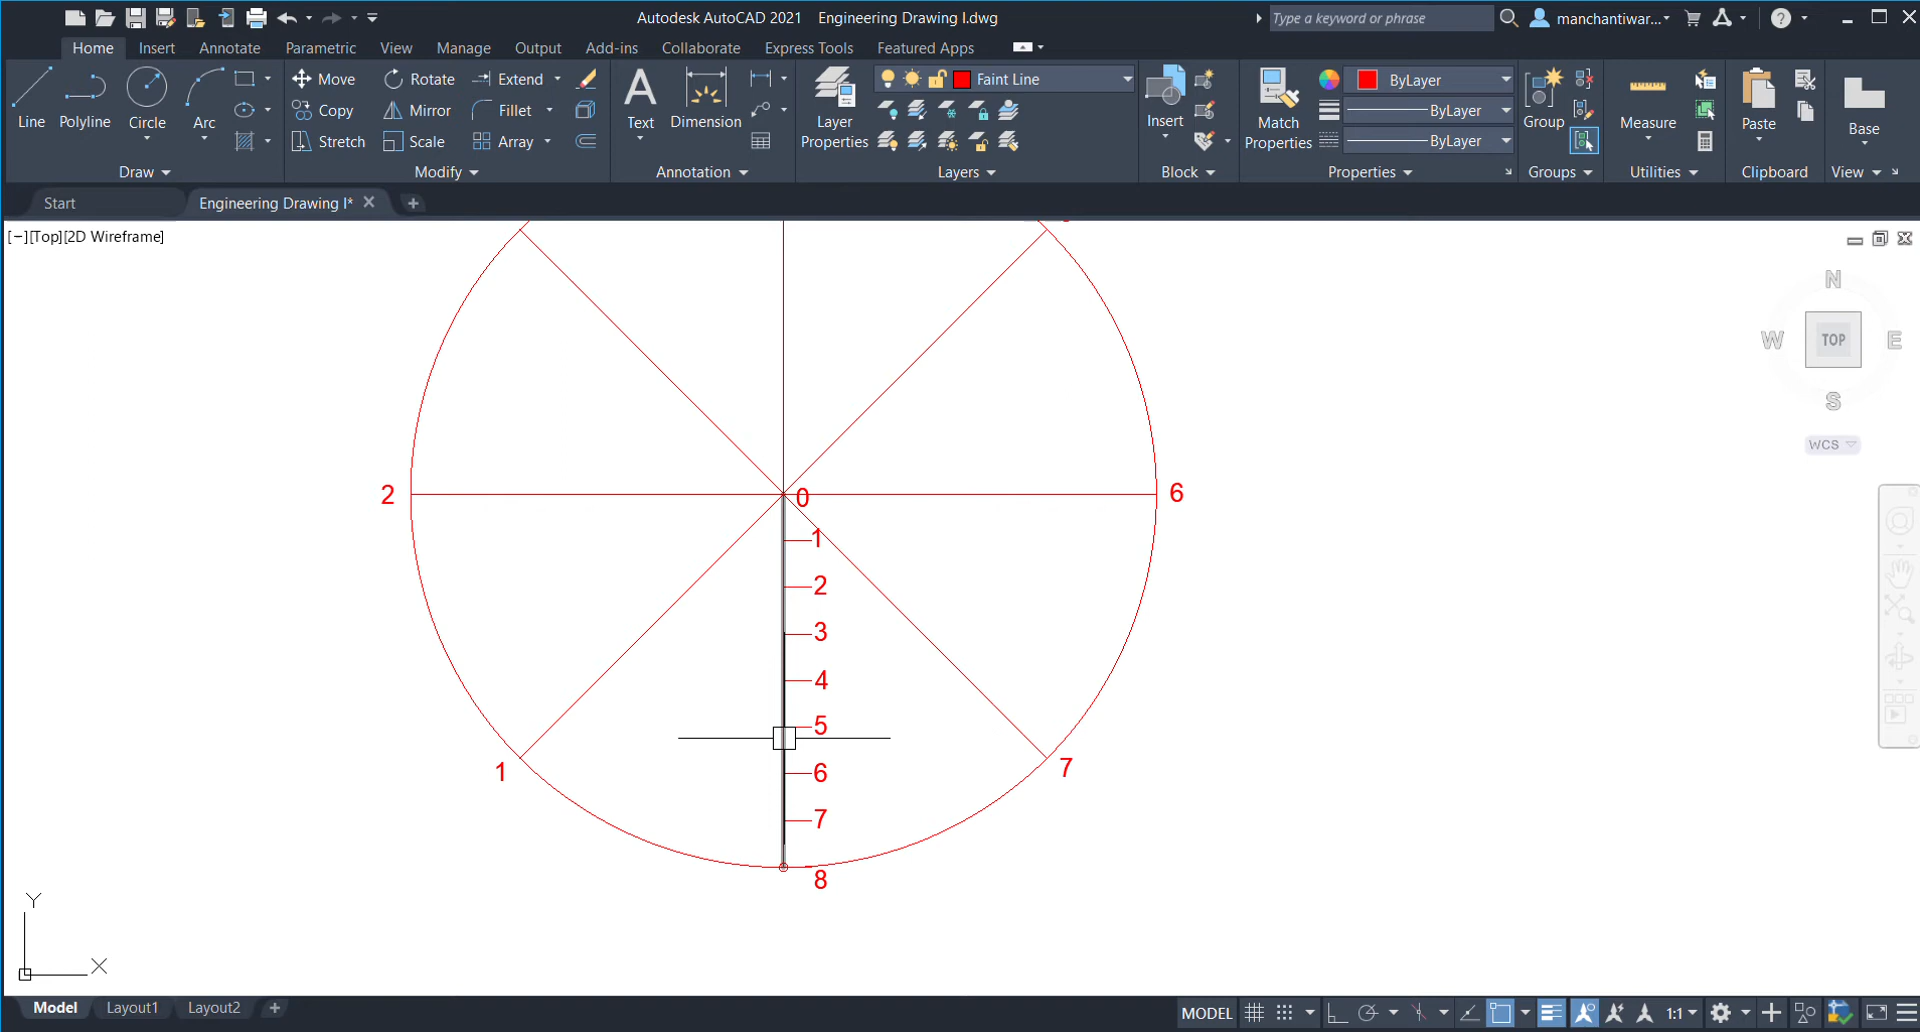 Autodesk AutoCAD 2021 Engineering Drawing I.dwg
Type a keyword or phrase
manchantiwar...
Home Insert Annotate Parametric View Manage Output Add-ins Collaborate Express Tools Featured Apps
Line Polyline Circle Arc
Move Rotate Extend
Copy Mirror Fillet
Stretch Scale Array
Text Dimension
Layer Properties
Faint Line
Insert
Match Properties
ByLayer
ByLayer
ByLayer
Group
Measure
Paste
Base
Draw Modify Annotation Layers Block Properties Groups Utilities Clipboard View
Start Engineering Drawing I*
[−][Top][2D Wireframe]
N
W TOP E
S
WCS
2 0 6
1
2
3
4
5
6
7
1 7
8
Y
X
Model Layout1 Layout2
MODEL 1:1